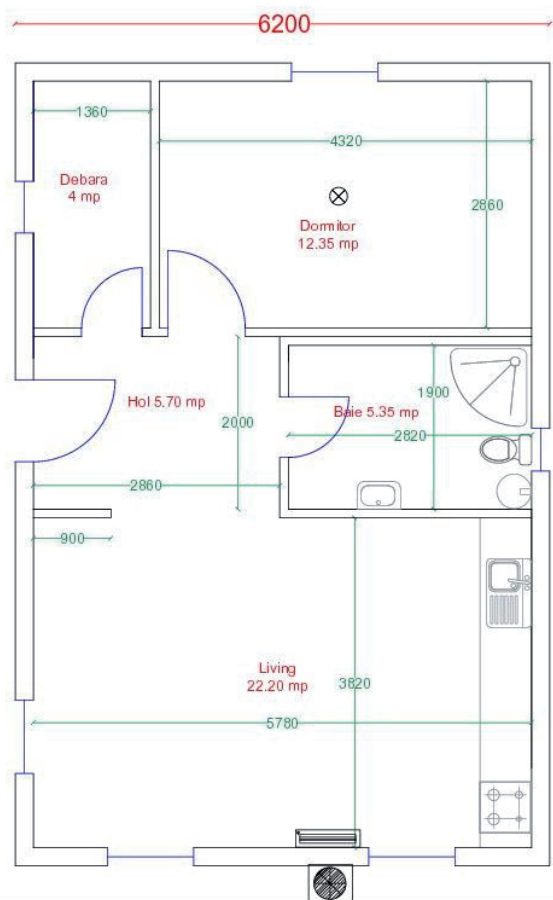 6200
1360
4320
Debara
4 mp
2860
Dormitor
12.35 mp
Hol 5.70 mp
Baie 5.35 mp
1900
2000
2820
2860
900
Living
22.20 mp
3820
5780